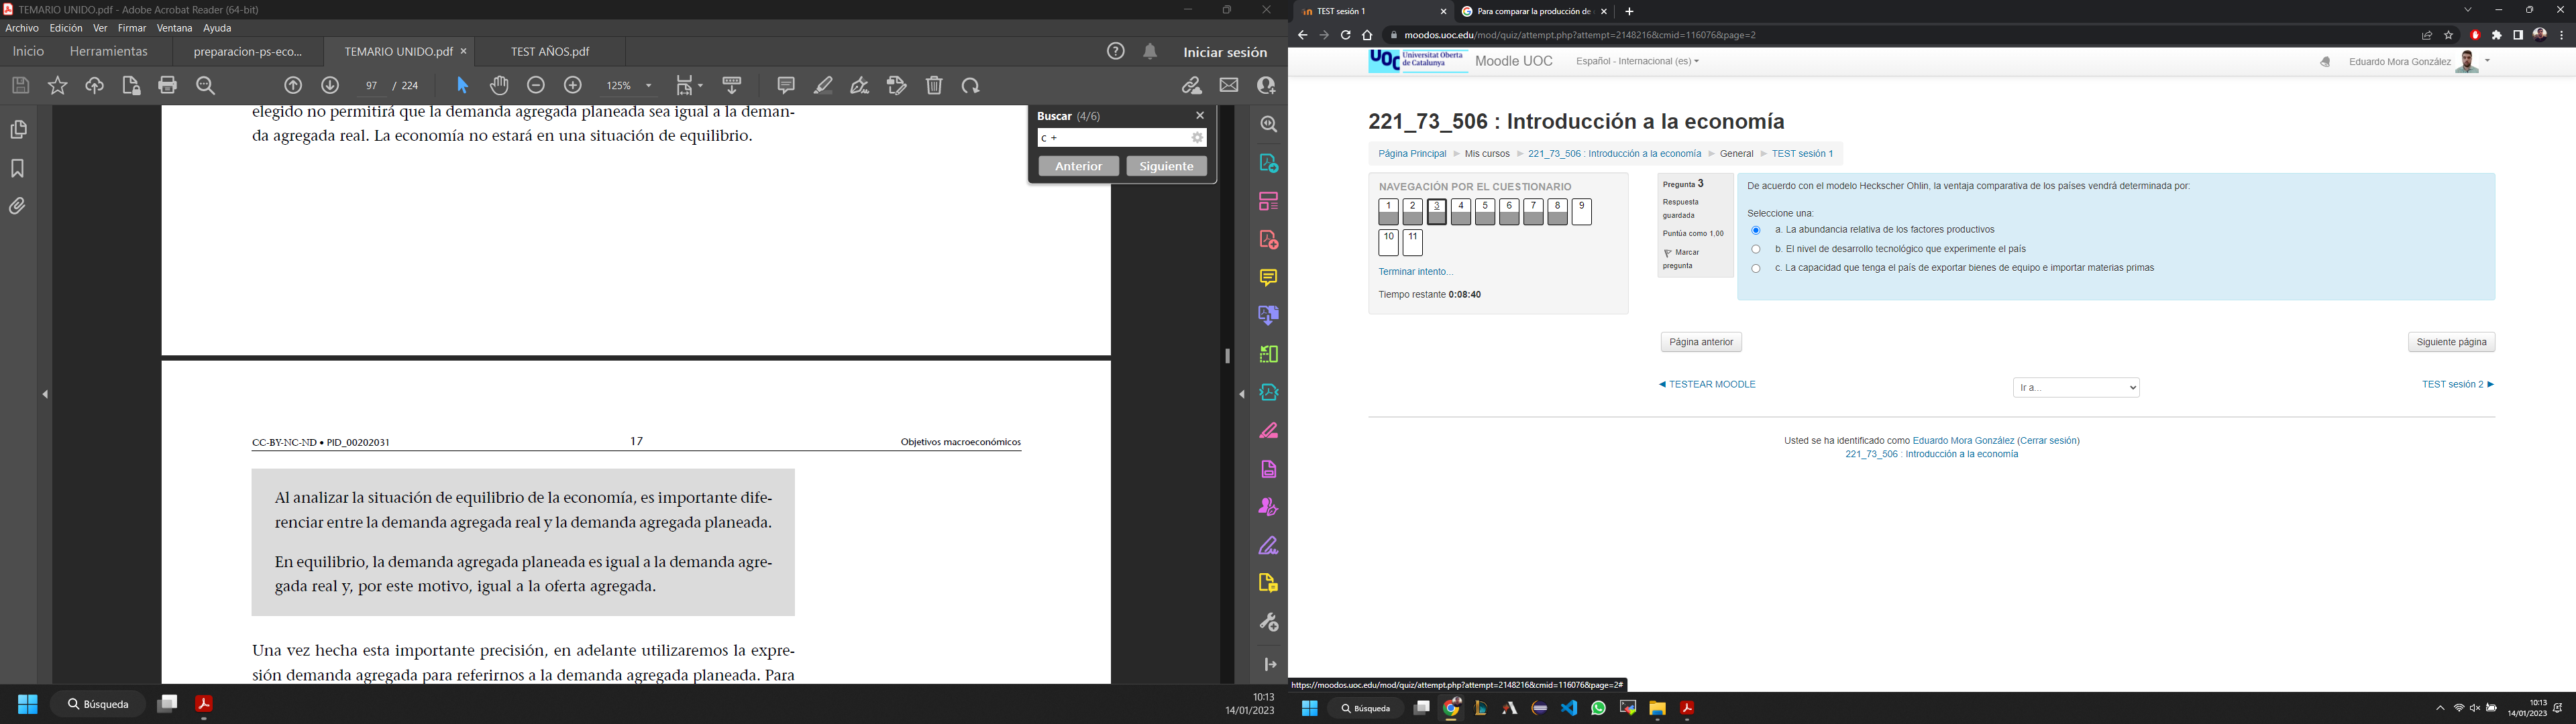 TEMARIO UNIDO.pdf - Adobe Acrobat Reader (64-bit)
Archivo Edición Ver Firmar Ventana Ayuda
Inicio Herramientas preparacion-ps-eco... TEMARIO UNIDO.pdf × TEST AÑOS.pdf Iniciar sesión
97 / 224 125%
elegido no permitirá que la demanda agregada planeada sea igual a la deman-
da agregada real. La economía no estará en una situación de equilibrio.
Buscar (4/6)
c +
Anterior Siguiente
CC-BY-NC-ND • PID_00202031 17 Objetivos macroeconómicos
Al analizar la situación de equilibrio de la economía, es importante dife-
renciar entre la demanda agregada real y la demanda agregada planeada.
En equilibrio, la demanda agregada planeada es igual a la demanda agre-
gada real y, por este motivo, igual a la oferta agregada.
Una vez hecha esta importante precisión, en adelante utilizaremos la expre-
sión demanda agregada para referirnos a la demanda agregada planeada. Para
Búsqueda
10:13
14/01/2023
TEST sesión 1 Para comparar la producción de
moodos.uoc.edu/mod/quiz/attempt.php?attempt=2148216&cmid=116076&page=2
UOC Universitat Oberta
de Catalunya
Moodle UOC Español - Internacional (es) Eduardo Mora González
221_73_506 : Introducción a la economía
Página Principal Mis cursos 221_73_506 : Introducción a la economía General TEST sesión 1
NAVEGACIÓN POR EL CUESTIONARIO
1 2 3 4 5 6 7 8 9
10 11
Terminar intento...
Tiempo restante 0:08:40
Pregunta 3
Respuesta
guardada
Puntúa como 1,00
Marcar
pregunta
De acuerdo con el modelo Heckscher Ohlin, la ventaja comparativa de los países vendrá determinada por:
Seleccione una:
a. La abundancia relativa de los factores productivos
b. El nivel de desarrollo tecnológico que experimente el país
c. La capacidad que tenga el país de exportar bienes de equipo e importar materias primas
Página anterior Siguiente página
◄ TESTEAR MOODLE Ir a... TEST sesión 2 ►
Usted se ha identificado como Eduardo Mora González (Cerrar sesión)
221_73_506 : Introducción a la economía
https://moodos.uoc.edu/mod/quiz/attempt.php?attempt=2148216&cmid=116076&page=2#
Búsqueda
10:13
14/01/2023